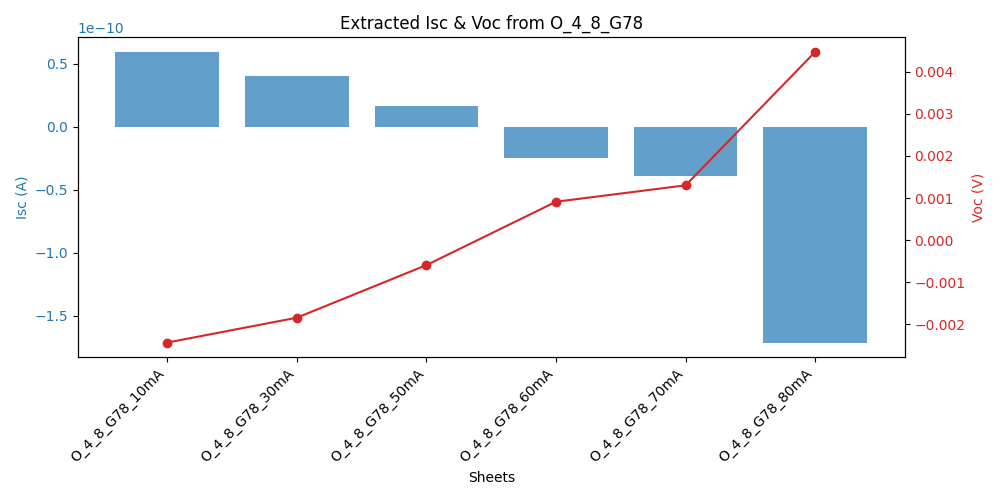 Extracted Isc & Voc from O_4_8_G78
1e−10
0.5
0.0
−0.5
−1.0
−1.5
Isc (A)
0.004
0.003
0.002
0.001
0.000
−0.001
−0.002
Voc (V)
O_4_8_G78_10mA
O_4_8_G78_30mA
O_4_8_G78_50mA
O_4_8_G78_60mA
O_4_8_G78_70mA
O_4_8_G78_80mA
Sheets